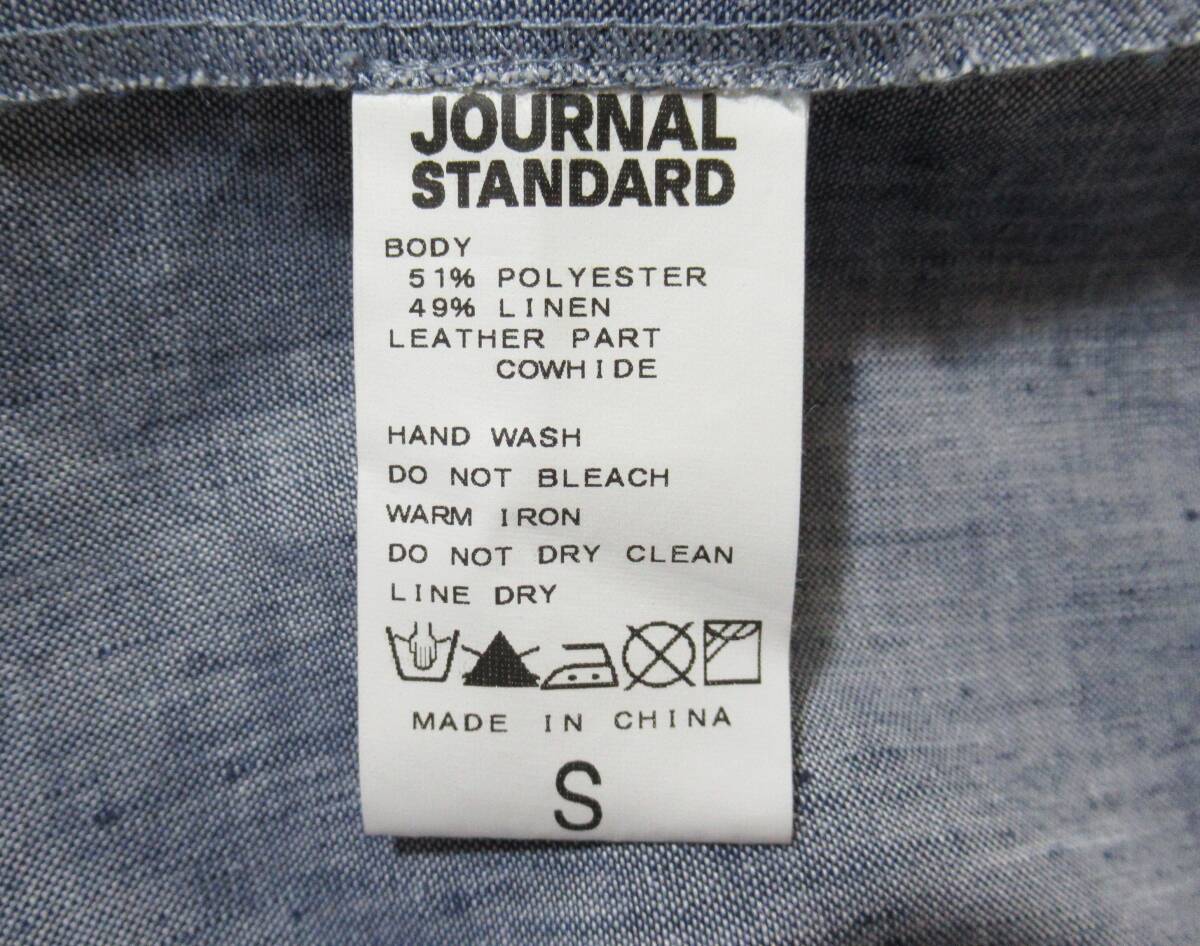 JOURNAL
STANDARD
BODY
51% POLYESTER
49% LINEN
LEATHER PART
COWHIDE
HAND WASH
DO NOT BLEACH
WARM IRON
DO NOT DRY CLEAN
LINE DRY
MADE IN CHINA
S